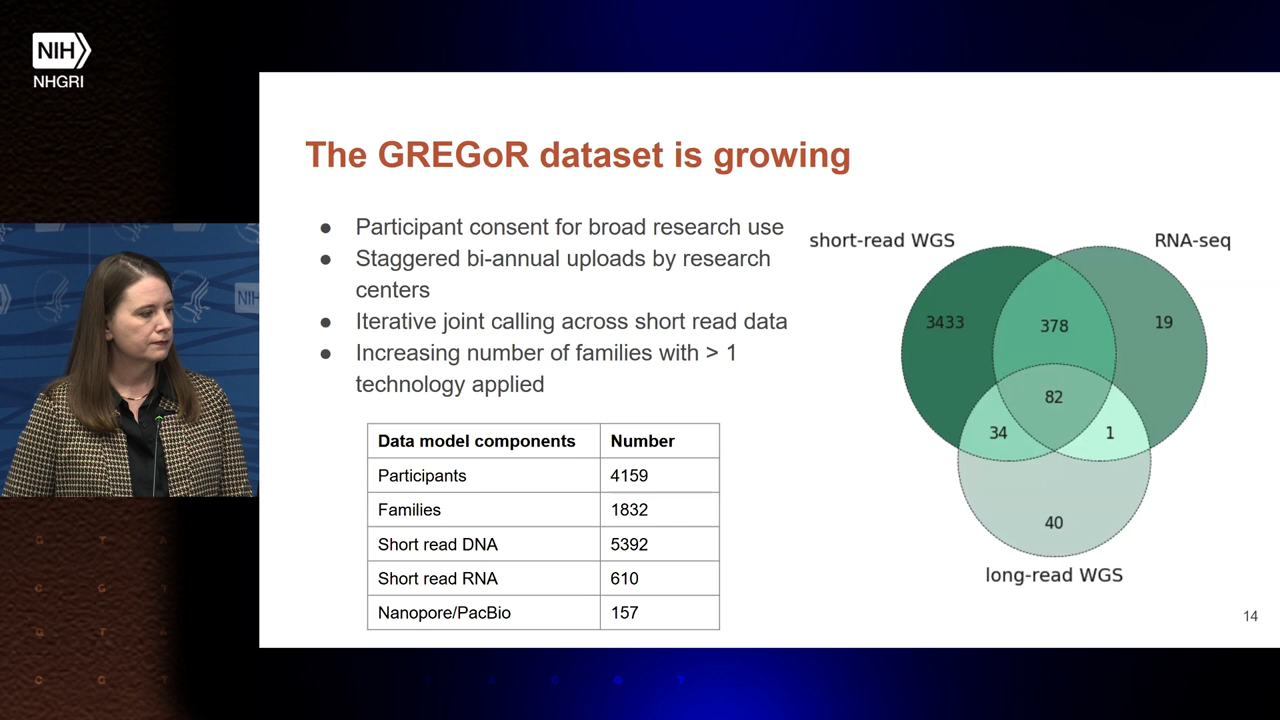 NIH
NHGRI
The GREGoR dataset is growing
● Participant consent for broad research use
● Staggered bi-annual uploads by research
centers
● Iterative joint calling across short read data
● Increasing number of families with > 1
technology applied
Data model components Number
Participants 4159
Families 1832
Short read DNA 5392
Short read RNA 610
Nanopore/PacBio 157
short-read WGS
RNA-seq
3433
378
19
82
34
1
40
long-read WGS
14
NIH